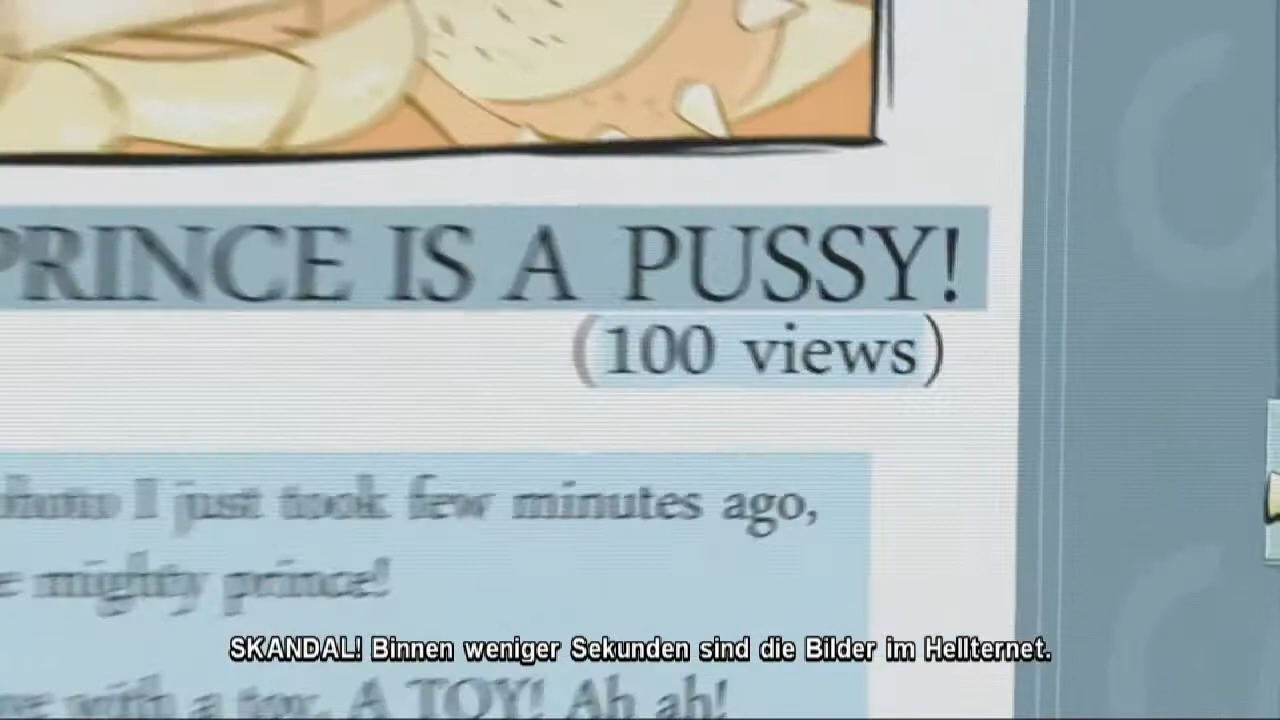 PRINCE IS A PUSSY!
(100 views)
I just took few minutes ago,
mighty prince!
SKANDAL! Binnen weniger Sekunden sind die Bilder im Hellternet.
with a toy. A TOY! Ah ah!